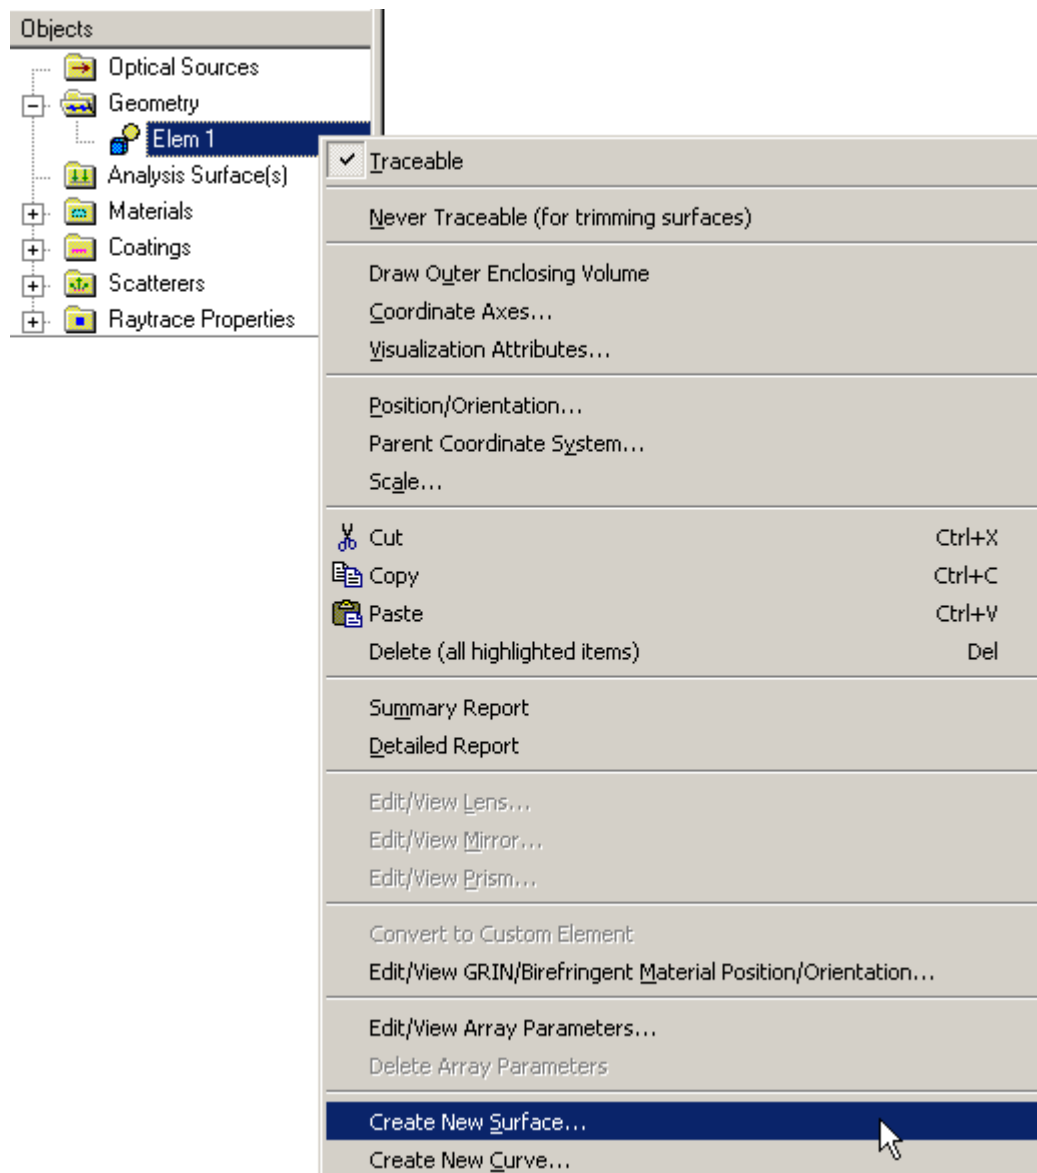 Objects
Optical Sources
Geometry
Elem 1
Analysis Surface(s)
Materials
Coatings
Scatterers
Raytrace Properties
Traceable
Never Traceable (for trimming surfaces)
Draw Outer Enclosing Volume
Coordinate Axes...
Visualization Attributes...
Position/Orientation...
Parent Coordinate System...
Scale...
Cut Ctrl+X
Copy Ctrl+C
Paste Ctrl+V
Delete (all highlighted items) Del
Summary Report
Detailed Report
Edit/View Lens...
Edit/View Mirror...
Edit/View Prism...
Convert to Custom Element
Edit/View GRIN/Birefringent Material Position/Orientation...
Edit/View Array Parameters...
Delete Array Parameters
Create New Surface...
Create New Curve...